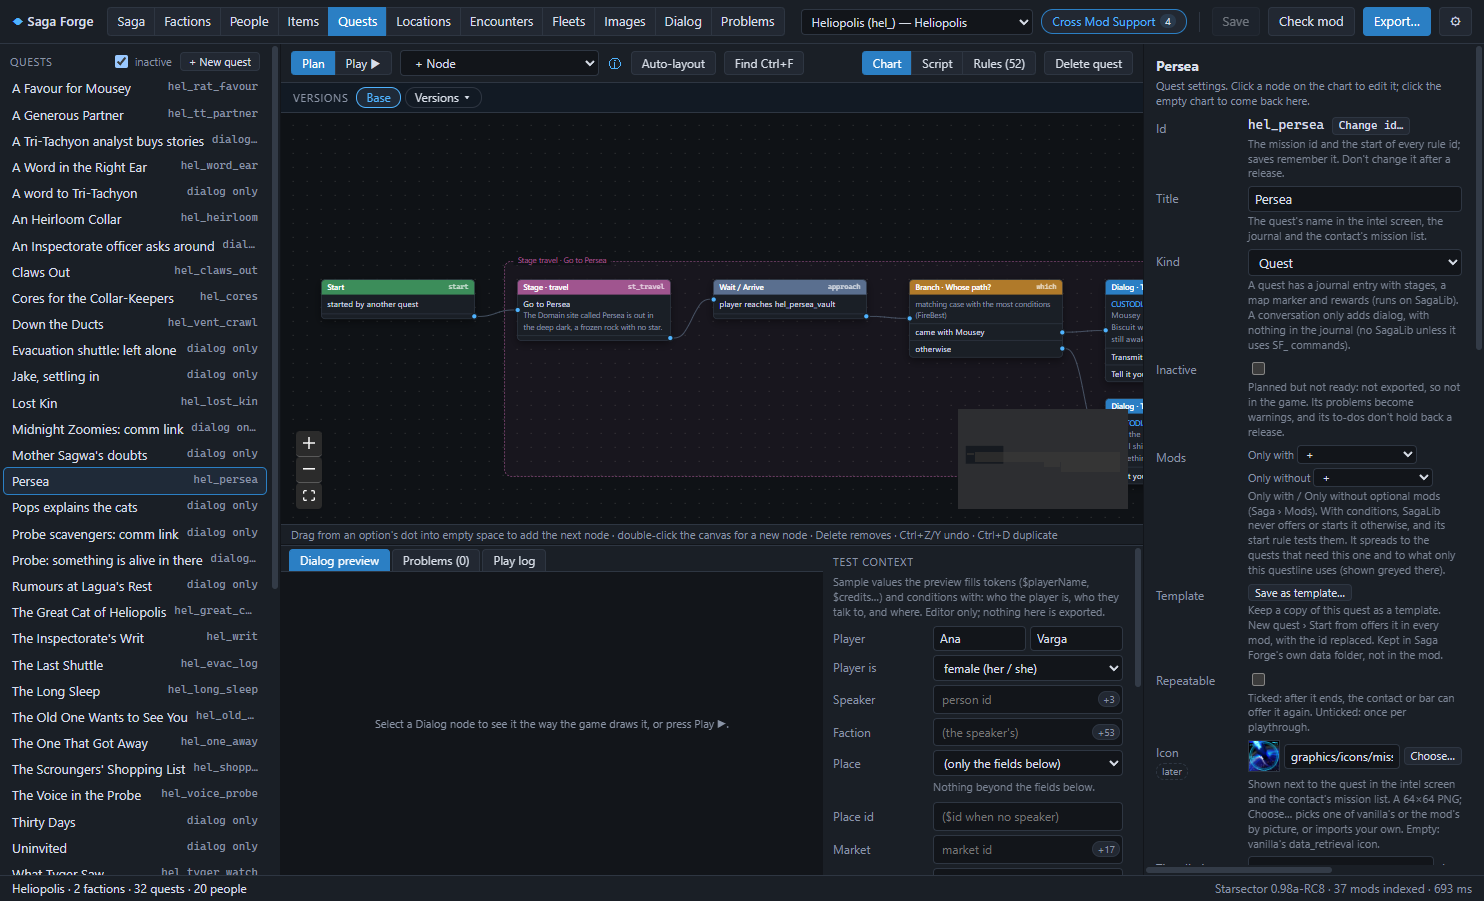 Saga Forge
Saga
Factions
People
Items
Quests
Locations
Encounters
Fleets
Images
Dialog
Problems
Heliopolis (hel_) — Heliopolis
Cross Mod Support 4
Save
Check mod
Export...
QUESTS
inactive
+ New quest
A Favour for Mousey hel_rat_favour
A Generous Partner hel_tt_partner
A Tri-Tachyon analyst buys stories dialog…
A Word in the Right Ear hel_word_ear
A word to Tri-Tachyon dialog only
An Heirloom Collar hel_heirloom
An Inspectorate officer asks around dial…
Claws Out hel_claws_out
Cores for the Collar-Keepers hel_cores
Down the Ducts hel_vent_crawl
Evacuation shuttle: left alone dialog only
Jake, settling in dialog only
Lost Kin hel_lost_kin
Midnight Zoomies: comm link dialog on…
Mother Sagwa's doubts dialog only
Persea hel_persea
Pops explains the cats dialog only
Probe scavengers: comm link dialog only
Probe: something is alive in there dialog…
Rumours at Lagua's Rest dialog only
The Great Cat of Heliopolis hel_great_c…
The Inspectorate's Writ hel_writ
The Last Shuttle hel_evac_log
The Long Sleep hel_long_sleep
The Old One Wants to See You hel_old_…
The One That Got Away hel_one_away
The Scroungers' Shopping List hel_shopp…
The Voice in the Probe hel_voice_probe
Thirty Days dialog only
Uninvited dialog only
What Tyger Saw hel_tyger_watch
Plan
Play ▶
+ Node
Auto-layout
Find Ctrl+F
Chart
Script
Rules (52)
Delete quest
VERSIONS
Base
Versions ▾
Start start
started by another quest
Stage travel · Go to Persea
Stage · travel st_travel
Go to Persea
The Domain site called Persea is out in
the deep dark, a frozen rock with no star.
Wait / Arrive approach
player reaches hel_persea_vault
Branch · Whose path? which
matching case with the most conditions
(FireBest)
came with Mousey
otherwise
Dialog · T
CUSTODI
Mousey
Biscuit w
still awak
Transmit
Tell it you
Dialog · T
Drag from an option's dot into empty space to add the next node · double-click the canvas for a new node · Delete removes · Ctrl+Z/Y undo · Ctrl+D duplicate
Dialog preview
Problems (0)
Play log
Select a Dialog node to see it the way the game draws it, or press Play ▶.
TEST CONTEXT
Sample values the preview fills tokens ($playerName,
$credits...) and conditions with: who the player is, who they
talk to, and where. Editor only; nothing here is exported.
Player Ana Varga
Player is female (her / she)
Speaker person id +3
Faction (the speaker's) +53
Place (only the fields below)
Nothing beyond the fields below.
Place id ($id when no speaker)
Market market id +17
Persea
Quest settings. Click a node on the chart to edit it; click the
empty chart to come back here.
Id hel_persea Change id…
The mission id and the start of every rule id;
saves remember it. Don't change it after a
release.
Title Persea
The quest's name in the intel screen, the
journal and the contact's mission list.
Kind Quest
A quest has a journal entry with stages, a
map marker and rewards (runs on SagaLib).
A conversation only adds dialog, with
nothing in the journal (no SagaLib unless it
uses SF_ commands).
Inactive
Planned but not ready: not exported, so not
in the game. Its problems become
warnings, and its to-dos don't hold back a
release.
Mods Only with +
Only without +
Only with / Only without optional mods
(Saga › Mods). With conditions, SagaLib
never offers or starts it otherwise, and its
start rule tests them. It spreads to the
quests that need this one and to what only
this questline uses (shown greyed there).
Template Save as template...
Keep a copy of this quest as a template.
New quest › Start from offers it in every
mod, with the id replaced. Kept in Saga
Forge's own data folder, not in the mod.
Repeatable
Ticked: after it ends, the contact or bar can
offer it again. Unticked: once per
playthrough.
Icon graphics/icons/miss Choose...
later
Shown next to the quest in the intel screen
and the contact's mission list. A 64×64 PNG;
Choose... picks one of vanilla's or the mod's
by picture, or imports your own. Empty:
vanilla's data_retrieval icon.
Heliopolis · 2 factions · 32 quests · 20 people
Starsector 0.98a-RC8 · 37 mods indexed · 693 ms